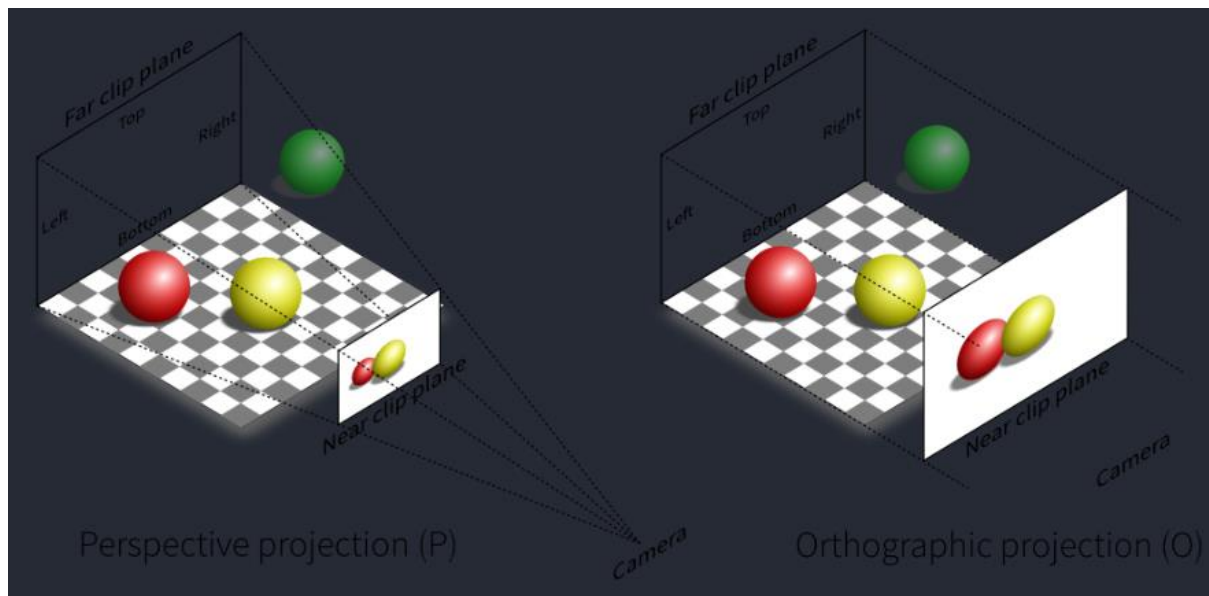 Far clip plane
Top
Right
Left
Bottom
Near clip plane
Camera
Perspective projection (P)
Far clip plane
Top
Right
Left
Bottom
Near clip plane
Camera
Orthographic projection (O)